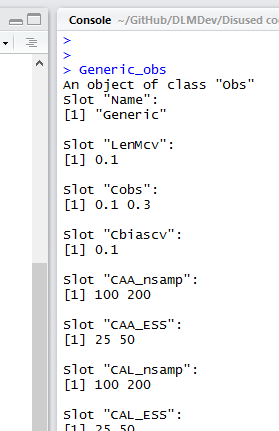 Console ~/GitHub/DLMDev/Disused co
>
>
> Generic_obs
An object of class "Obs"
Slot "Name":
[1] "Generic"
Slot "LenMcv":
[1] 0.1
Slot "Cobs":
[1] 0.1 0.3
Slot "Cbiascv":
[1] 0.1
Slot "CAA_nsamp":
[1] 100 200
Slot "CAA_ESS":
[1] 25 50
Slot "CAL_nsamp":
[1] 100 200
Slot "CAL_ESS":
[1] 25 50